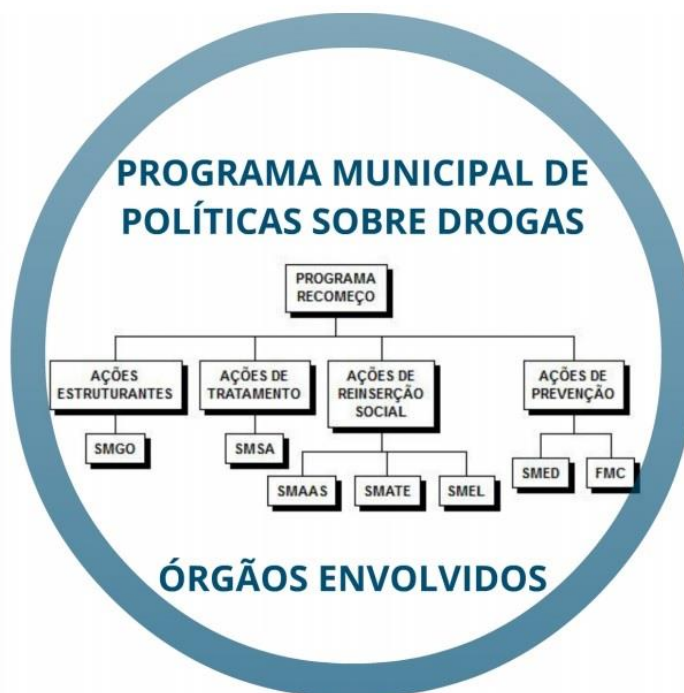 PROGRAMA MUNICIPAL DE
POLÍTICAS SOBRE DROGAS
PROGRAMA
RECOMEÇO
AÇÕES
ESTRUTURANTES
AÇÕES DE
TRATAMENTO
AÇÕES DE
REINSERÇÃO
SOCIAL
AÇÕES DE
PREVENÇÃO
SMGO
SMSA
SMAAS
SMATE
SMEL
SMED
FMC
ÓRGÃOS ENVOLVIDOS